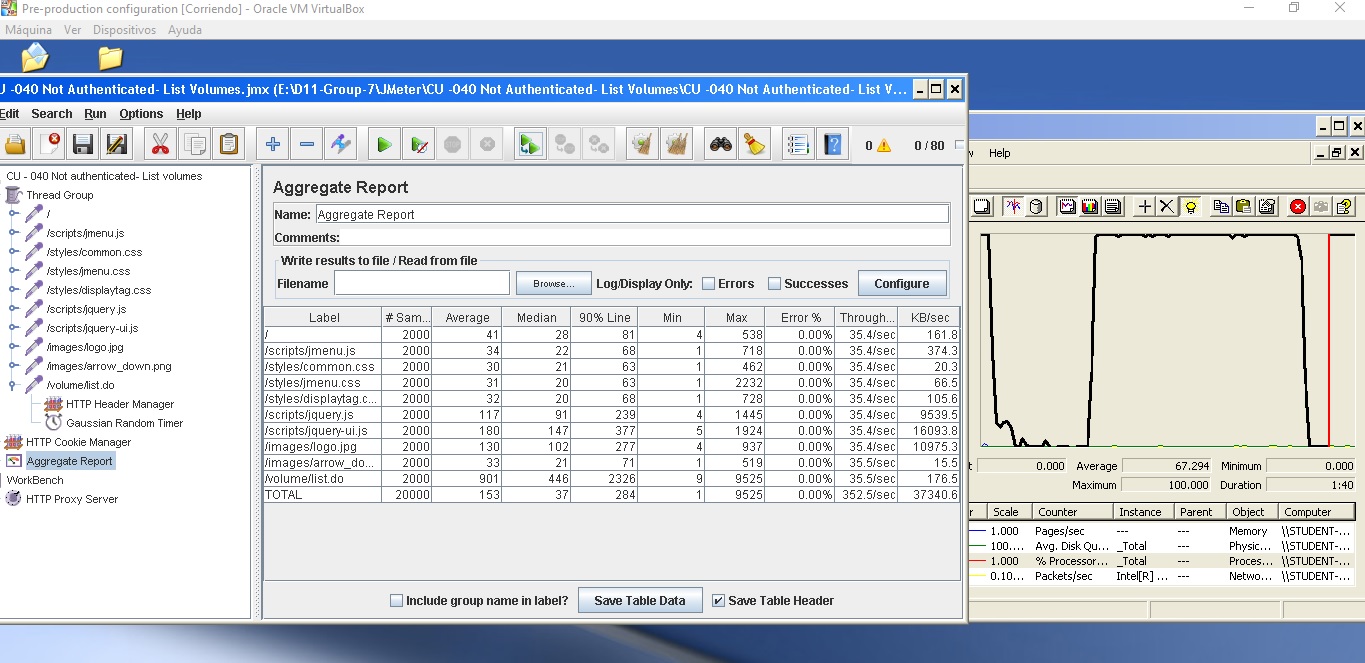 Pre-production configuration [Corriendo] - Oracle VM VirtualBox
Máquina Ver Dispositivos Ayuda
U -040 Not Authenticated- List Volumes.jmx (E:\D11-Group-7\JMeter\CU -040 Not Authenticated- List Volumes\CU -040 Not Authenticated- List V...
Edit Search Run Options Help
0 0 / 80
CU - 040 Not authenticated- List volumes
Thread Group
/
/scripts/jmenu.js
/styles/common.css
/styles/jmenu.css
/styles/displaytag.css
/scripts/jquery.js
/scripts/jquery-ui.js
/images/logo.jpg
/images/arrow_down.png
/volume/list.do
HTTP Header Manager
Gaussian Random Timer
HTTP Cookie Manager
Aggregate Report
WorkBench
HTTP Proxy Server
Aggregate Report
Name: Aggregate Report
Comments:
Write results to file / Read from file
Filename Browse... Log/Display Only: Errors Successes Configure
Label # Sam... Average Median 90% Line Min Max Error % Through... KB/sec
/ 2000 41 28 81 4 538 0.00% 35.4/sec 161.8
/scripts/jmenu.js 2000 34 22 68 1 718 0.00% 35.4/sec 374.3
/styles/common.css 2000 30 21 63 1 462 0.00% 35.4/sec 20.3
/styles/jmenu.css 2000 31 20 63 1 2232 0.00% 35.4/sec 66.5
/styles/displaytag.c... 2000 32 20 68 1 728 0.00% 35.4/sec 105.6
/scripts/jquery.js 2000 117 91 239 4 1445 0.00% 35.4/sec 9539.5
/scripts/jquery-ui.js 2000 180 147 377 5 1924 0.00% 35.4/sec 16093.8
/images/logo.jpg 2000 130 102 277 4 937 0.00% 35.4/sec 10975.3
/images/arrow_do... 2000 33 21 71 1 519 0.00% 35.5/sec 15.5
/volume/list.do 2000 901 446 2326 9 9525 0.00% 35.5/sec 176.5
TOTAL 20000 153 37 284 1 9525 0.00% 352.5/sec 37340.6
Include group name in label? Save Table Data Save Table Header
Help
0.000 Average 67.294 Minimum 0.000
Maximum 100.000 Duration 1:40
Scale Counter Instance Parent Object Computer
1.000 Pages/sec --- --- Memory \\STUDENT-...
100.... Avg. Disk Qu... _Total --- Physic... \\STUDENT-...
1.000 % Processor... _Total --- Proces... \\STUDENT-...
0.10... Packets/sec Intel[R] ... --- Netwo... \\STUDENT-...